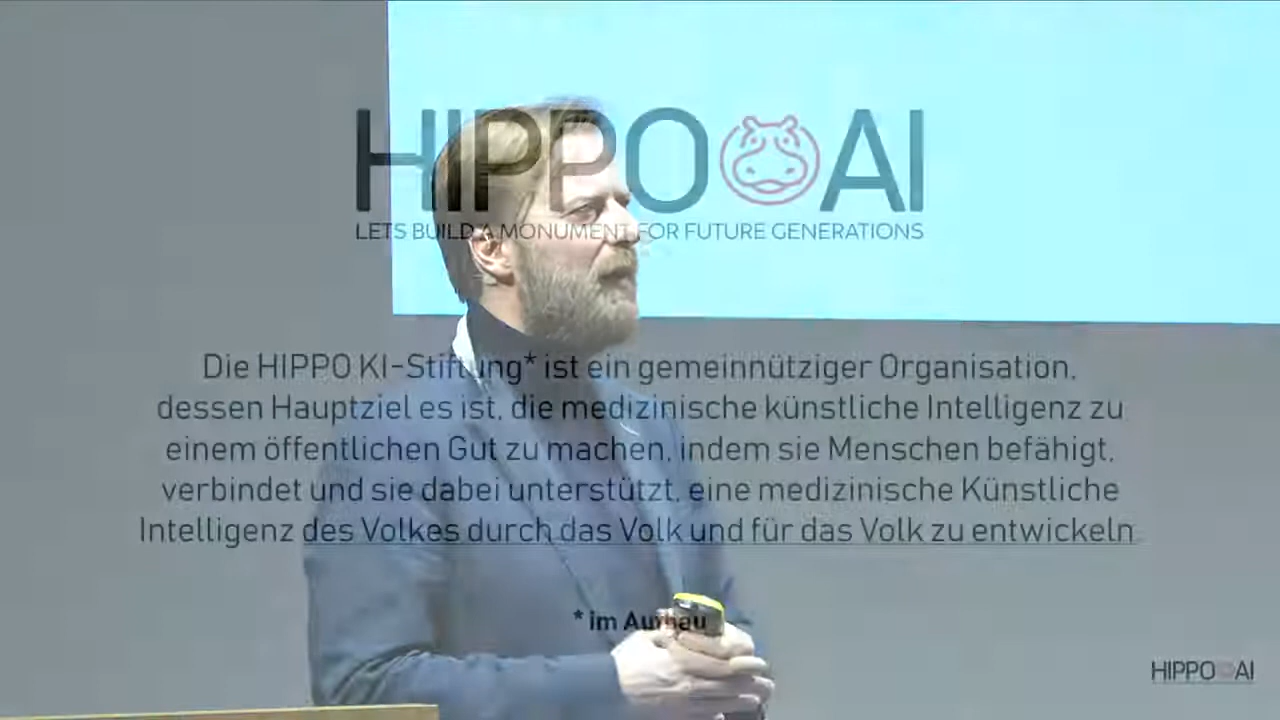 HIPPO AI
LETS BUILD A MONUMENT FOR FUTURE GENERATIONS
Die HIPPO KI-Stiftung* ist ein gemeinnütziger Organisation,
dessen Hauptziel es ist, die medizinische künstliche Intelligenz zu
einem öffentlichen Gut zu machen, indem sie Menschen befähigt,
verbindet und sie dabei unterstützt, eine medizinische Künstliche
Intelligenz des Volkes durch das Volk und für das Volk zu entwickeln
* im Aufbau
HIPPO AI